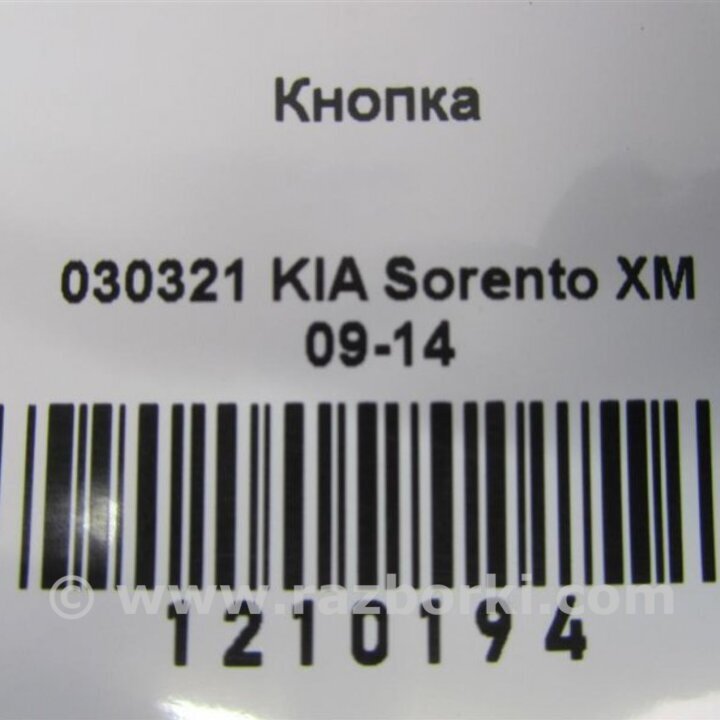 Кнопка
030321 KIA Sorento XM
09-14
© www.razborki.com
1210194